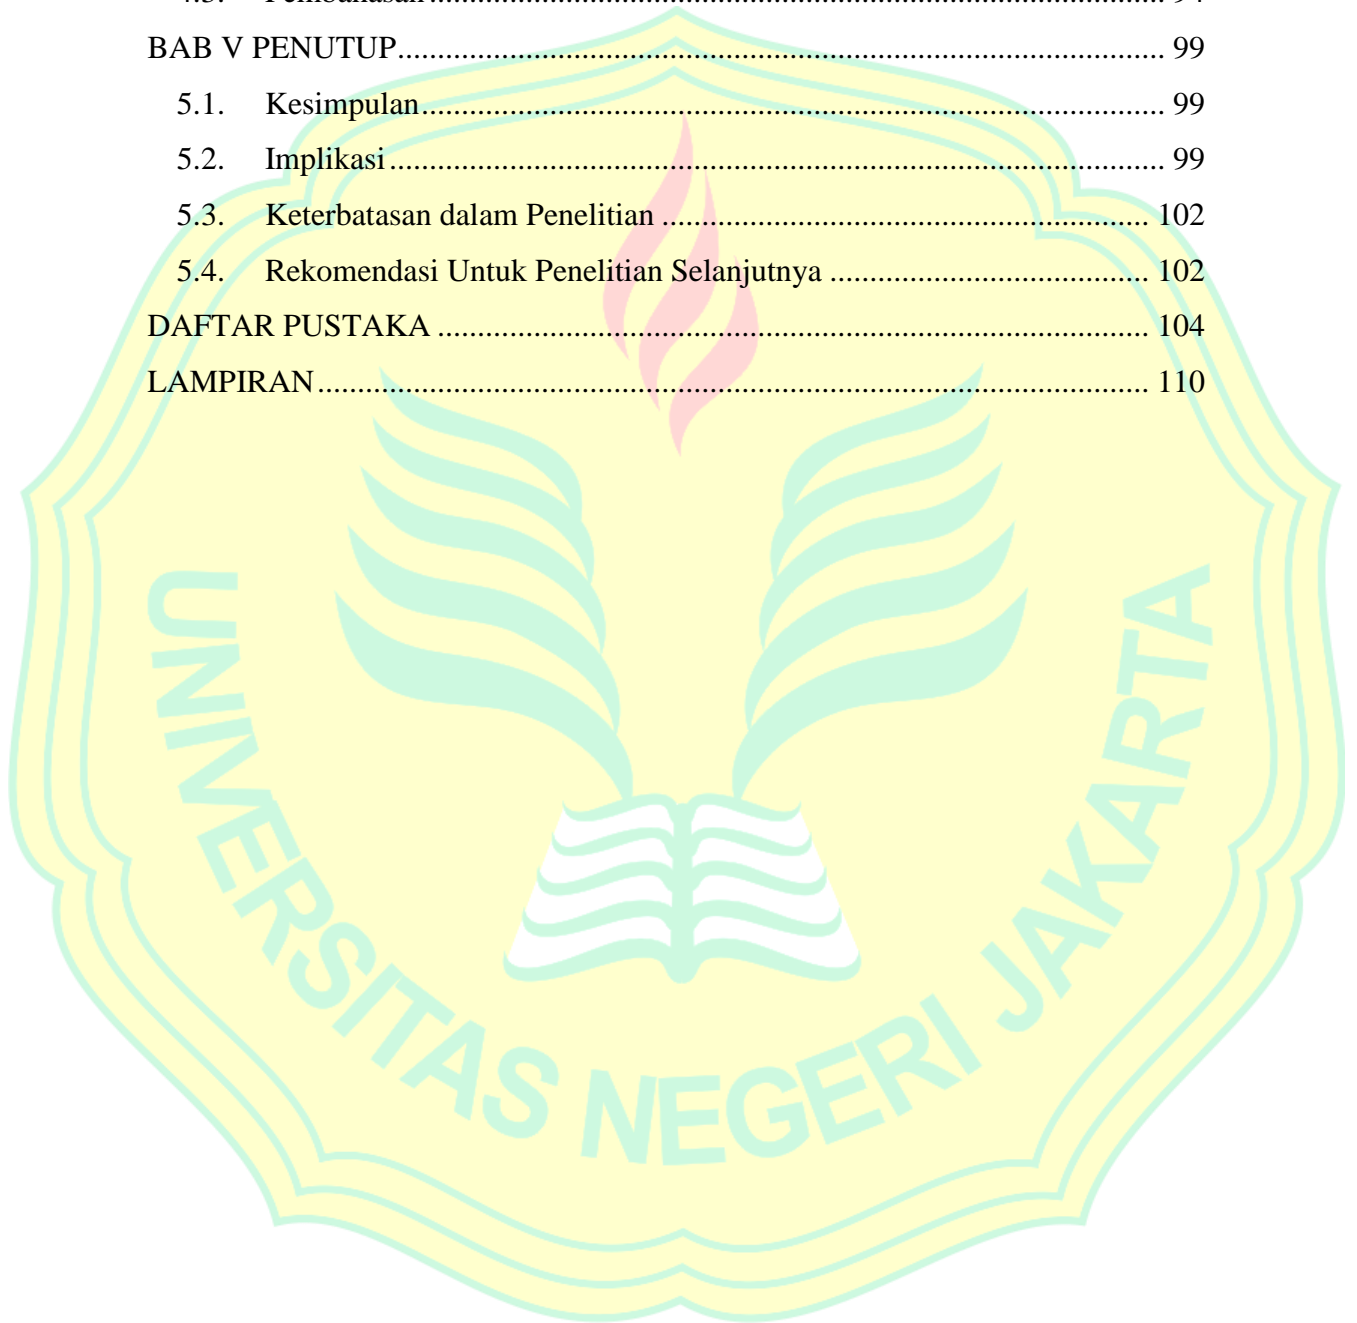 BAB V PENUTUP.......................................................................................... 99
5.1. Kesimpulan.......................................................................................... 99
5.2. Implikasi.......................................................................................... 99
5.3. Keterbatasan dalam Penelitian .......................................................... 102
5.4. Rekomendasi Untuk Penelitian Selanjutnya ...................................... 102
DAFTAR PUSTAKA .......................................................................................... 104
LAMPIRAN.......................................................................................... 110
UNIVERSITAS NEGERI JAKARTA